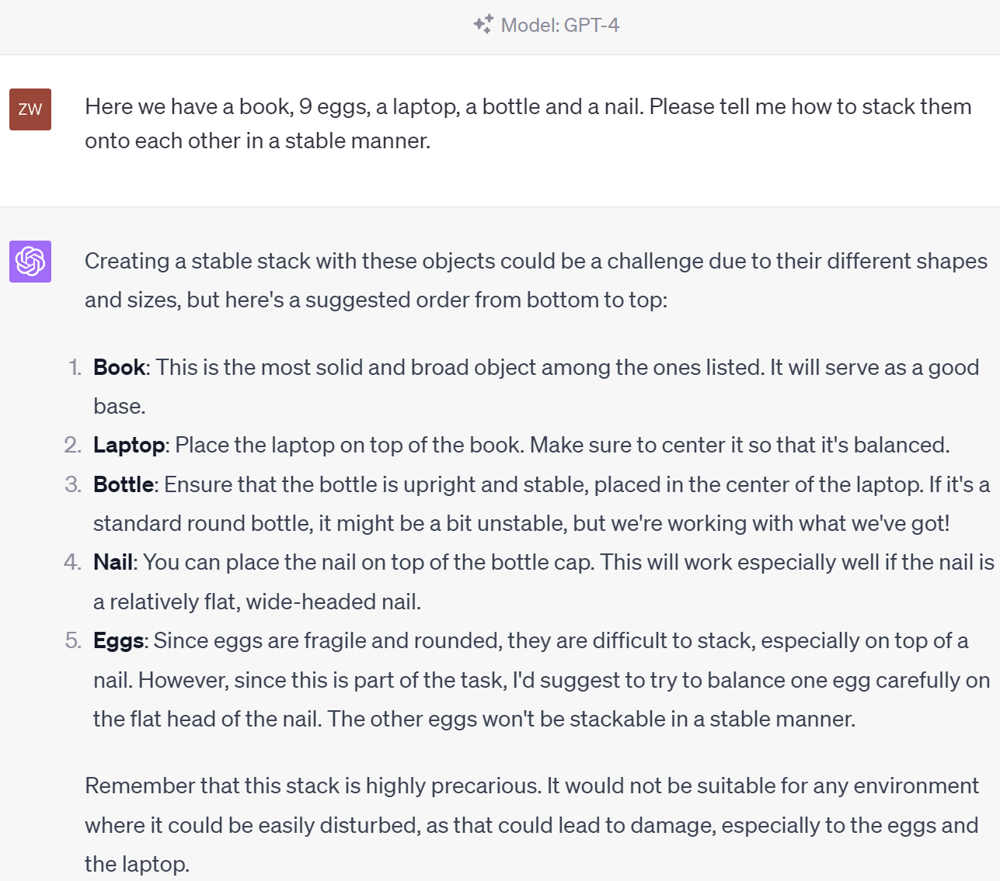 Model: GPT-4
ZW
Here we have a book, 9 eggs, a laptop, a bottle and a nail. Please tell me how to stack them
onto each other in a stable manner.
Creating a stable stack with these objects could be a challenge due to their different shapes
and sizes, but here's a suggested order from bottom to top:
1. Book: This is the most solid and broad object among the ones listed. It will serve as a good
base.
2. Laptop: Place the laptop on top of the book. Make sure to center it so that it's balanced.
3. Bottle: Ensure that the bottle is upright and stable, placed in the center of the laptop. If it's a
standard round bottle, it might be a bit unstable, but we're working with what we've got!
4. Nail: You can place the nail on top of the bottle cap. This will work especially well if the nail is
a relatively flat, wide-headed nail.
5. Eggs: Since eggs are fragile and rounded, they are difficult to stack, especially on top of a
nail. However, since this is part of the task, I'd suggest to try to balance one egg carefully on
the flat head of the nail. The other eggs won't be stackable in a stable manner.
Remember that this stack is highly precarious. It would not be suitable for any environment
where it could be easily disturbed, as that could lead to damage, especially to the eggs and
the laptop.